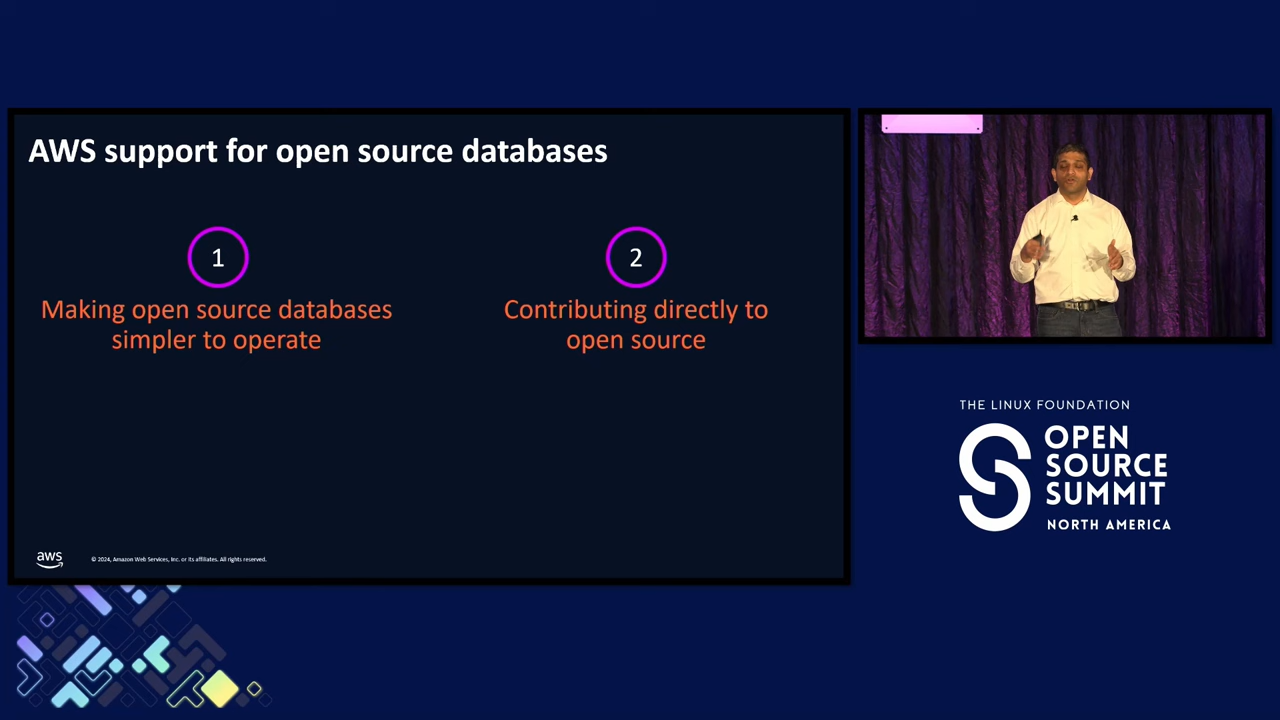 AWS support for open source databases
1
Making open source databases
simpler to operate
2
Contributing directly to
open source
aws
© 2024, Amazon Web Services, Inc. or its affiliates. All rights reserved.
THE LINUX FOUNDATION
OPEN
SOURCE
SUMMIT
NORTH AMERICA